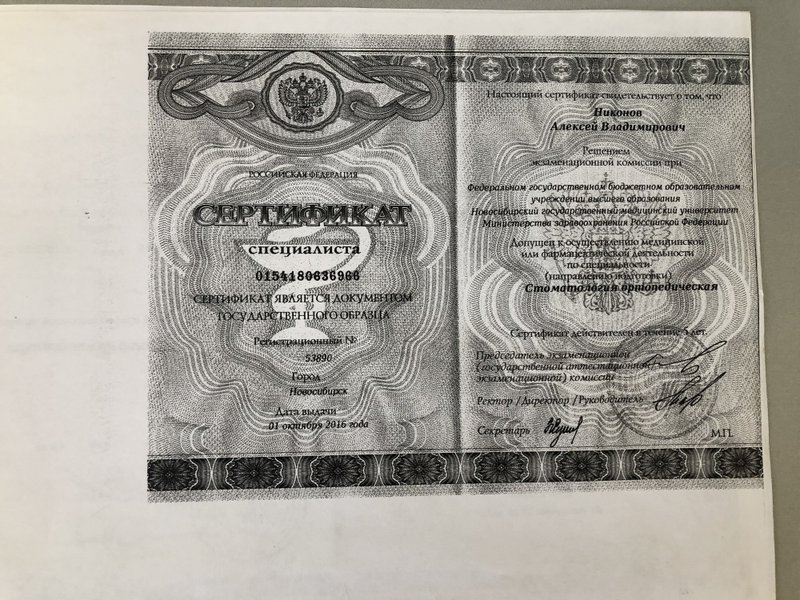 РОССИЙСКАЯ ФЕДЕРАЦИЯ
СЕРТИФИКАТ
специалиста
0154180636966
СЕРТИФИКАТ ЯВЛЯЕТСЯ ДОКУМЕНТОМ
ГОСУДАРСТВЕННОГО ОБРАЗЦА
Регистрационный №
53890
Город
Новосибирск
Дата выдачи
01 октября 2016 года
Настоящий сертификат свидетельствует о том, что
Никонов
Алексей Владимирович
Решением
экзаменационной комиссии при
Федеральном государственном бюджетном образовательном
учреждении высшего образования
Новосибирский государственный медицинский университет
Министерства здравоохранения Российской Федерации
Допущен к осуществлению медицинской
или фармацевтической деятельности
по специальности
(направлению подготовки)
Стоматология ортопедическая
Сертификат действителен в течение 5 лет.
Председатель экзаменационной
(государственной аттестационной/
экзаменационной) комиссии
Ректор /Директор /Руководитель
Секретарь
М.П.